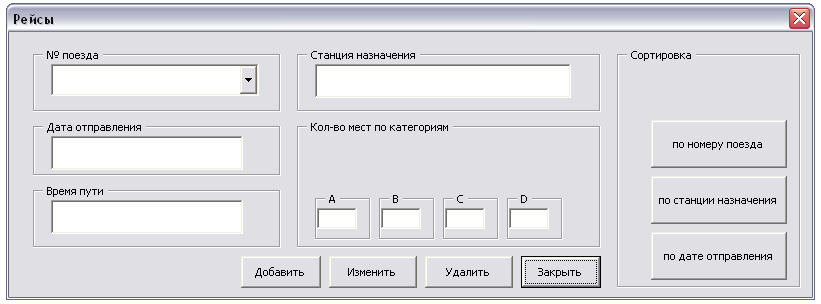 Рейсы
№ поезда
Станция назначения
Сортировка
Дата отправления
Кол-во мест по категориям
по номеру поезда
Время пути
A B C D
по станции назначения
по дате отправления
Добавить Изменить Удалить Закрыть